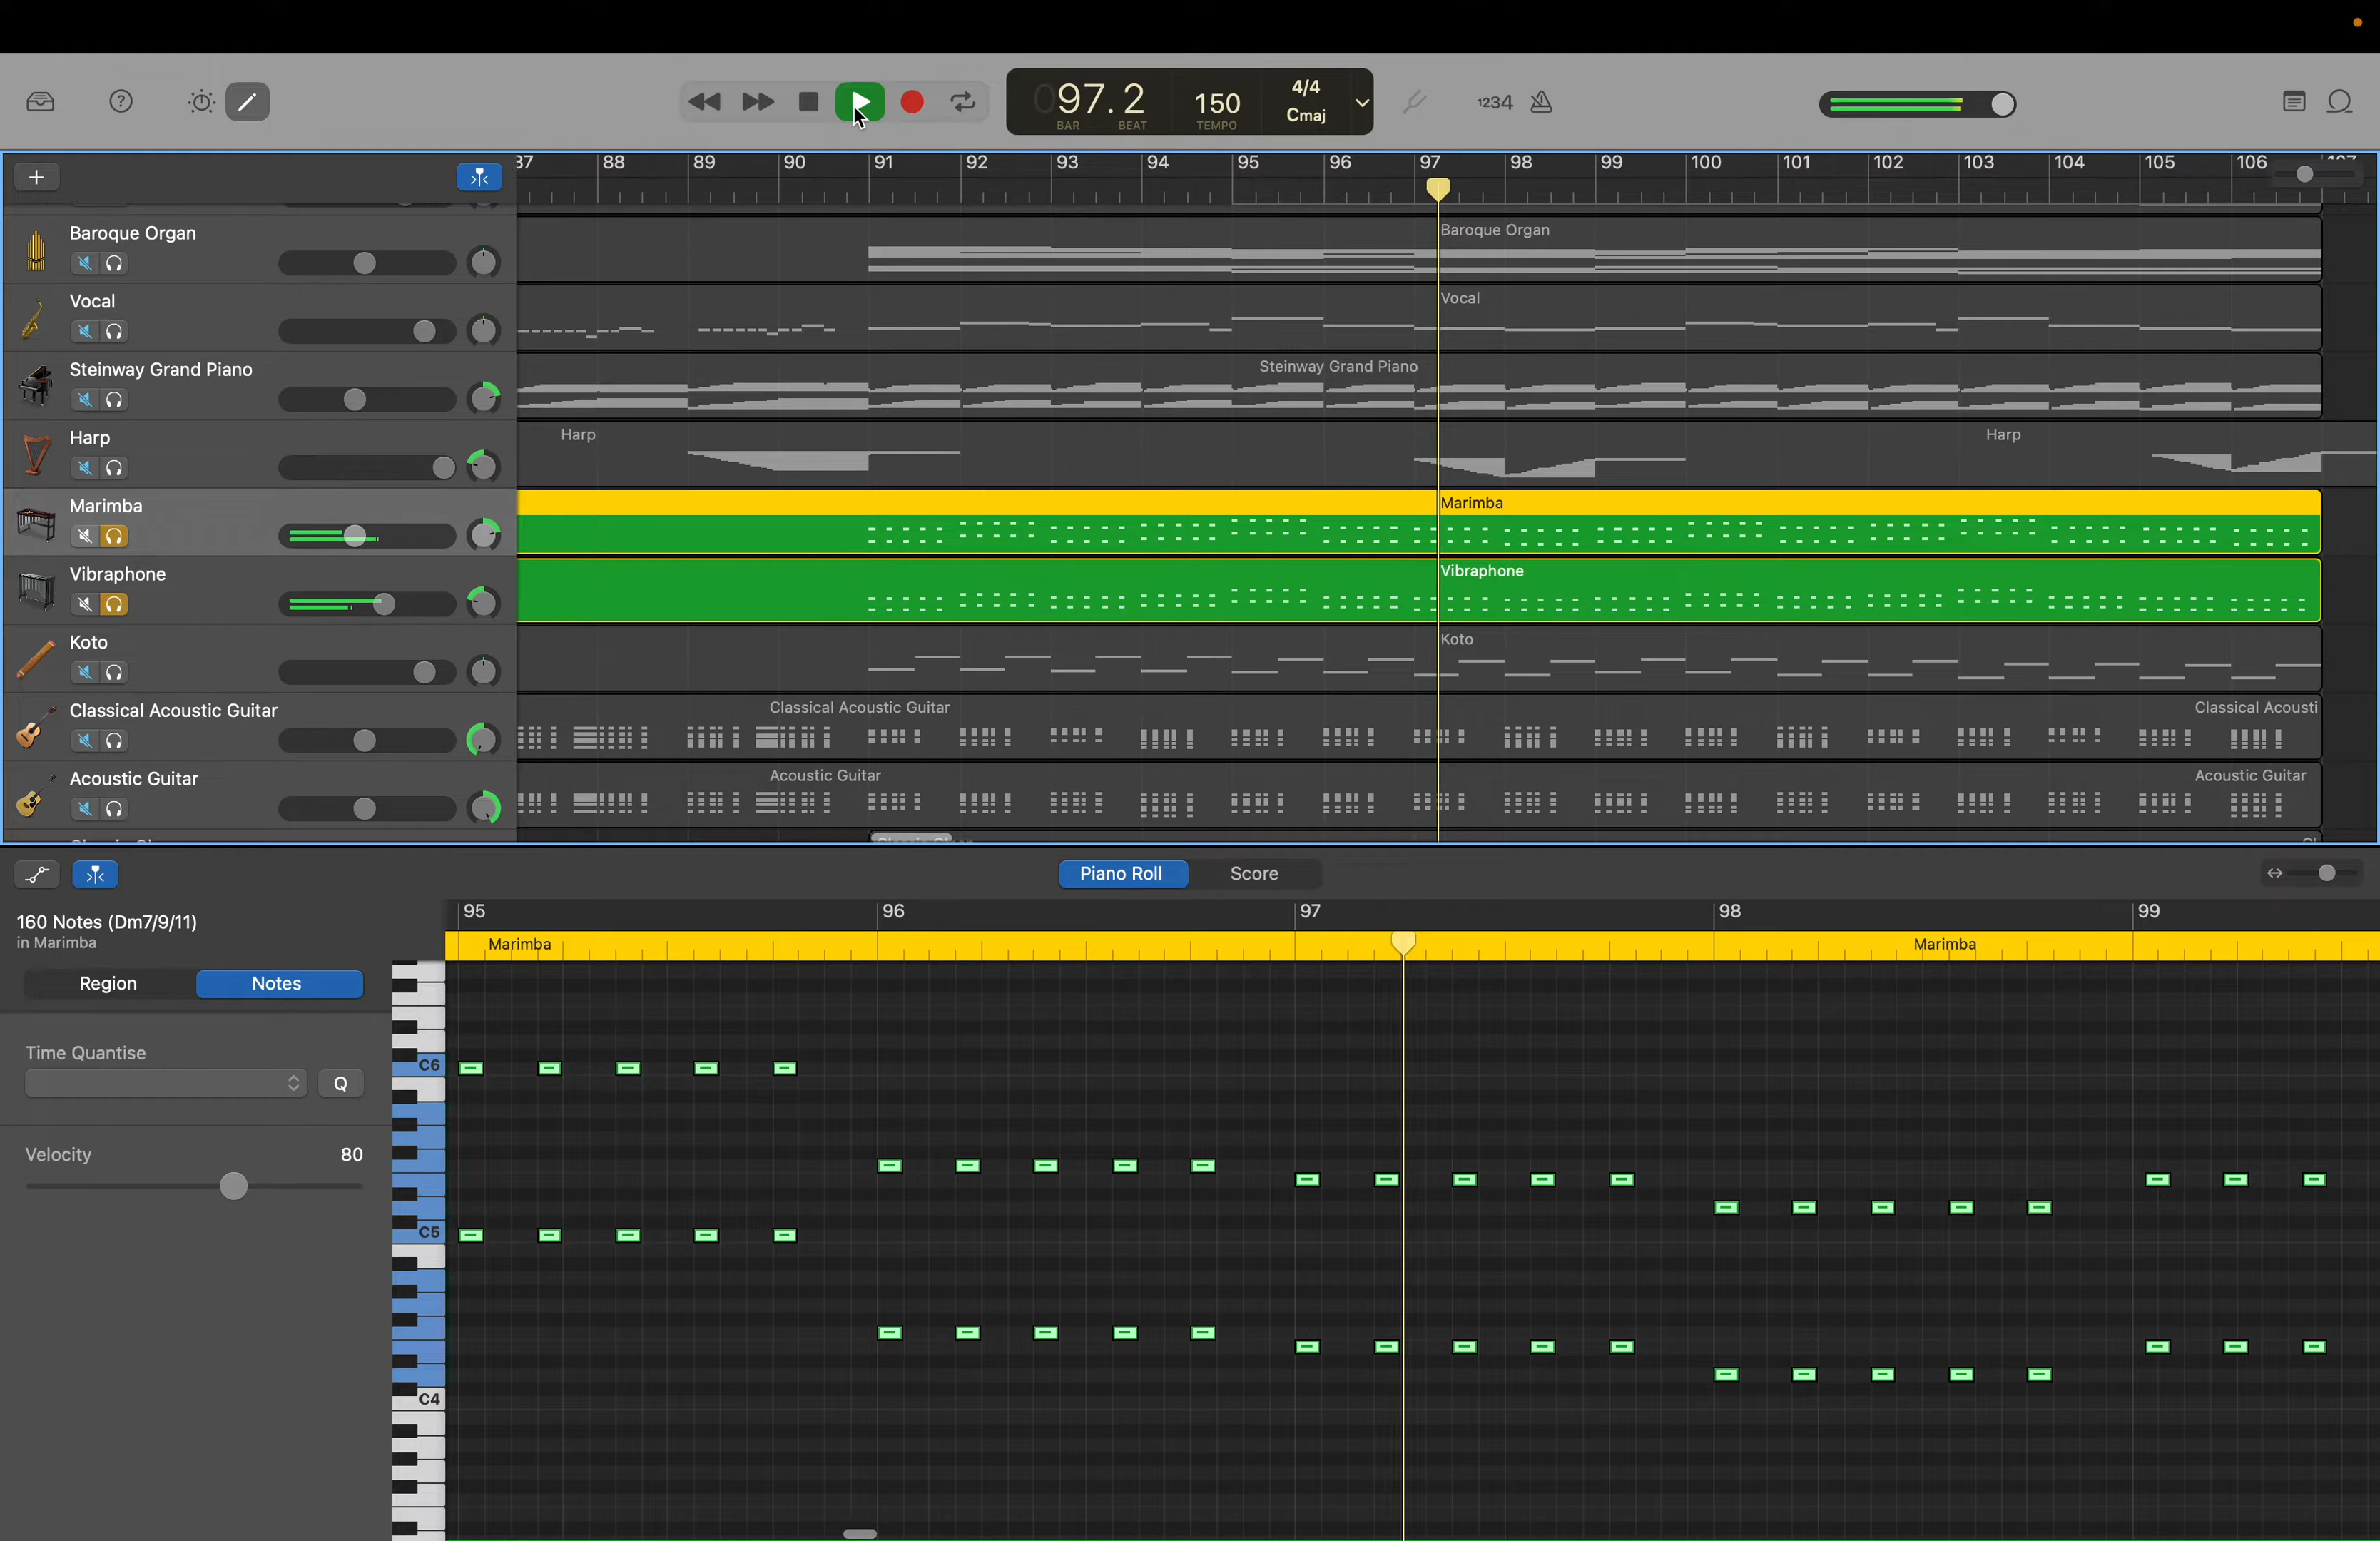 1234
097.2
BAR
BEAT
150
TEMPO
4/4
Cmaj
88 89 90 91 92 93 94 95 96 97 98 99 100 101 102 103 104 105 106
Baroque Organ
Baroque Organ
Vocal
Vocal
Steinway Grand Piano
Steinway Grand Piano
Harp
Harp
Harp
Marimba
Marimba
Vibraphone
Vibraphone
Koto
Koto
Classical Acoustic Guitar
Classical Acoustic Guitar
Classical Acousti
Acoustic Guitar
Acoustic Guitar
Acoustic Guitar
Piano Roll
Score
95 96 97 98 99
160 Notes (Dm7/9/11)
in Marimba
Marimba
Marimba
Region
Notes
Time Quantise
Q
Velocity
80
C6
C5
C4